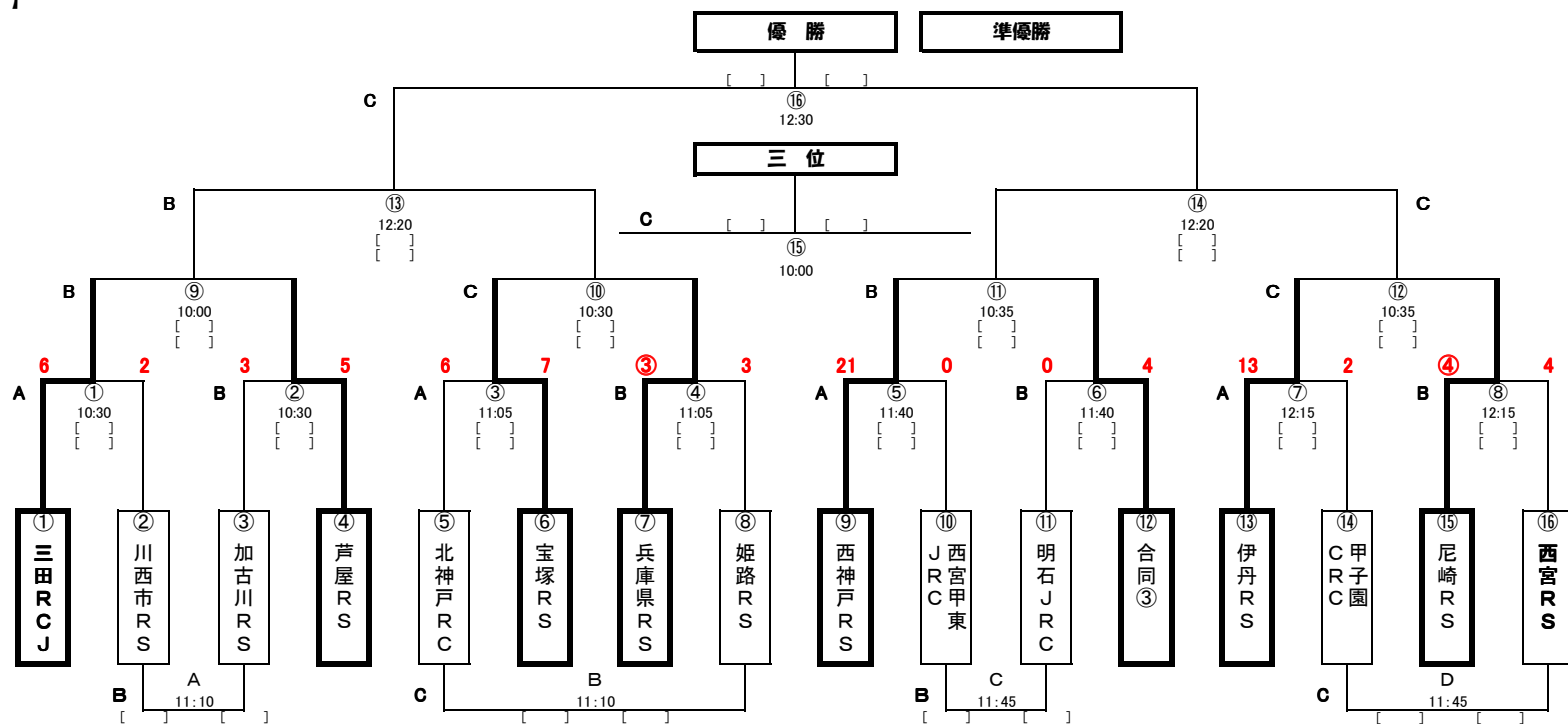 優 勝 準優勝
[ ] [ ]
C ⑯
12:30
三 位
B ⑬ ⑭ C
12:20 12:20
[ ] [ ]
[ ] [ ]
C [ ] [ ]
⑮
10:00
B ⑨ C ⑩ B ⑪ C ⑫
10:00 10:30 10:35 10:35
[ ] [ ] [ ] [ ]
[ ] [ ] [ ] [ ]
6 2 3 5 6 7 ③ 3 21 0 0 4 13 2 ④ 4
A ① B ② A ③ B ④ A ⑤ B ⑥ A ⑦ B ⑧
10:30 10:30 11:05 11:05 11:40 11:40 12:15 12:15
[ ] [ ] [ ] [ ] [ ] [ ] [ ] [ ]
[ ] [ ] [ ] [ ] [ ] [ ] [ ] [ ]
① 三田RCJ
② 川西市RS
③ 加古川RS
④ 芦屋RS
⑤ 北神戸RC
⑥ 宝塚RS
⑦ 兵庫県RS
⑧ 姫路RS
⑨ 西神戸RS
⑩ 西宮甲東
JRC
⑪ 明石JRC
⑫ 合同③
⑬ 伊丹RS
⑭ 甲子園
CRC
⑮ 尼崎RS
⑯ 西宮RS
A B C D
B 11:10 C 11:10 B 11:45 C 11:45
[ ] [ ] [ ] [ ] [ ] [ ] [ ] [ ]